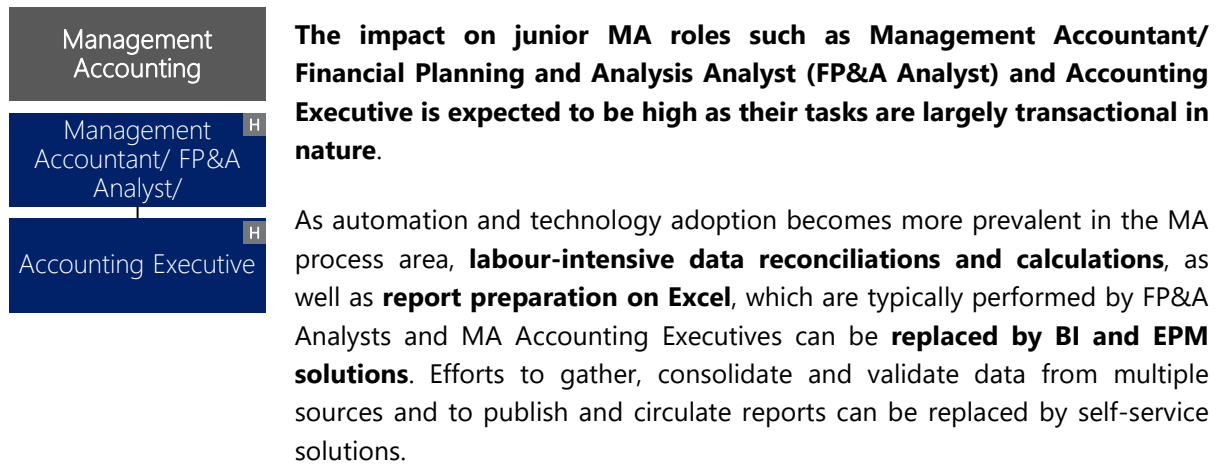 Management
Accounting
H
Management
Accountant/ FP&A
Analyst/
H
Accounting Executive
The impact on junior MA roles such as Management Accountant/
Financial Planning and Analysis Analyst (FP&A Analyst) and Accounting
Executive is expected to be high as their tasks are largely transactional in
nature.
As automation and technology adoption becomes more prevalent in the MA
process area, labour-intensive data reconciliations and calculations, as
well as report preparation on Excel, which are typically performed by FP&A
Analysts and MA Accounting Executives can be replaced by BI and EPM
solutions. Efforts to gather, consolidate and validate data from multiple
sources and to publish and circulate reports can be replaced by self-service
solutions.